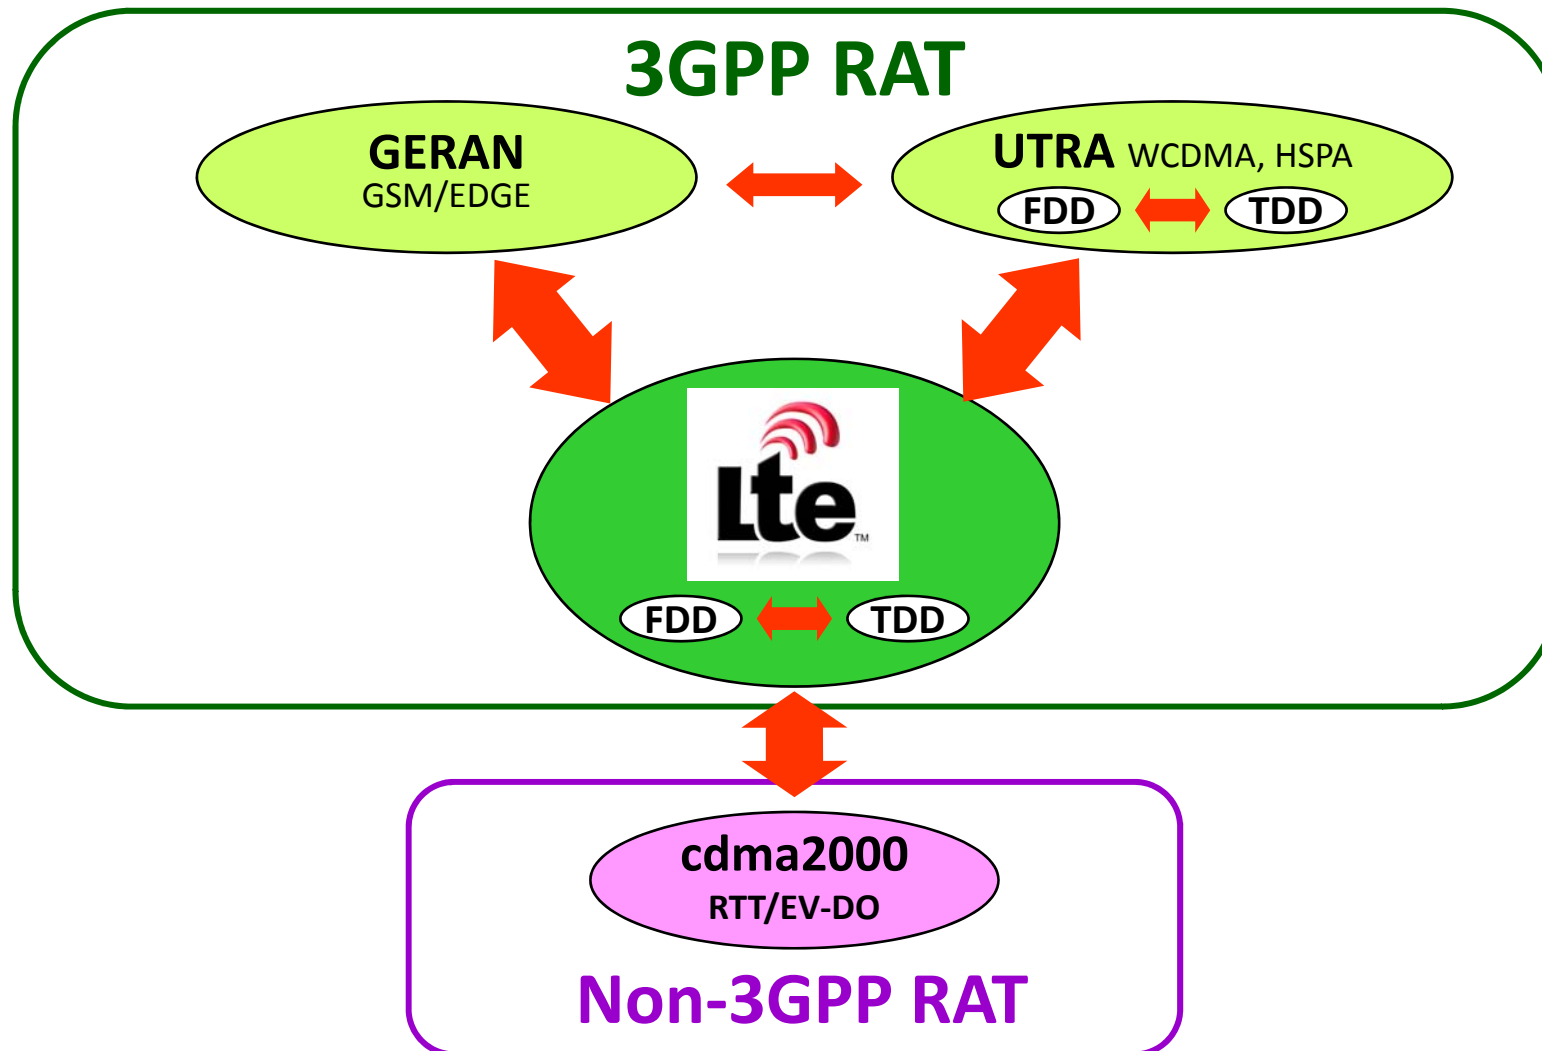 3GPP RAT
GERAN
GSM/EDGE
UTRA WCDMA, HSPA
FDD TDD
Lte™
FDD TDD
cdma2000
RTT/EV-DO
Non-3GPP RAT